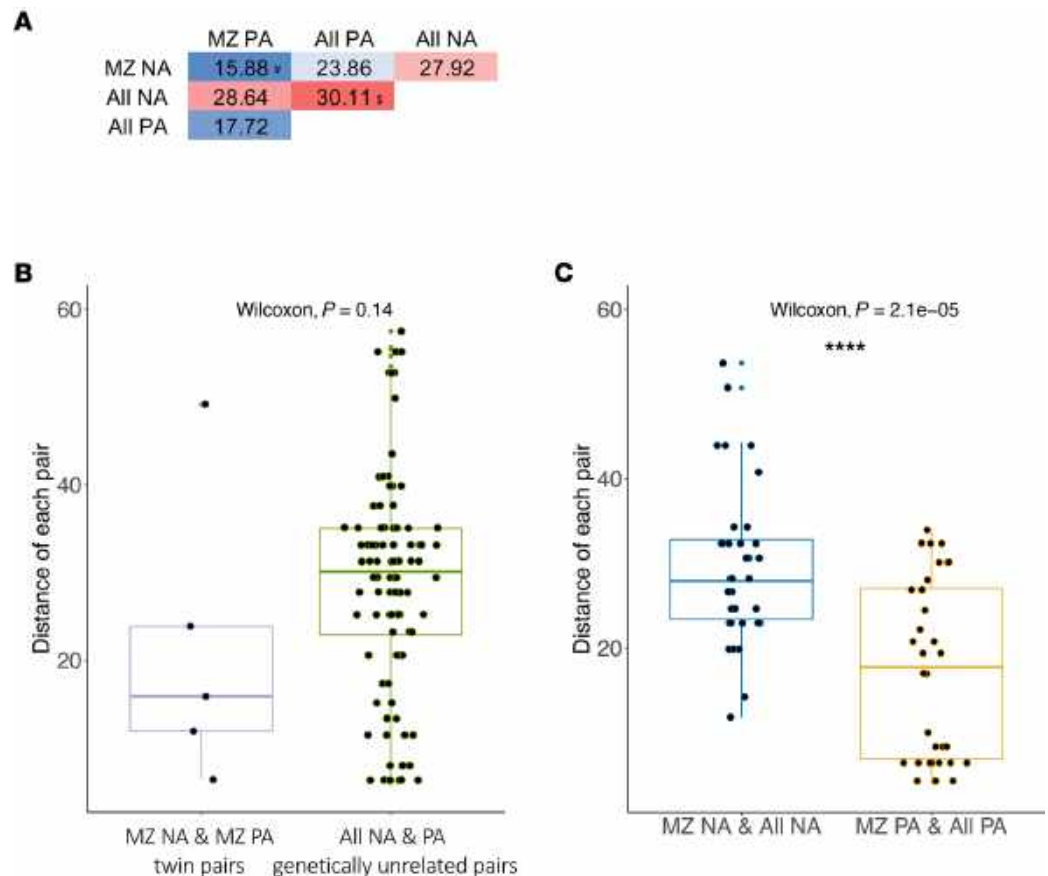 A
MZ PA All PA All NA
MZ NA 15.88 ¥ 23.86 27.92
All NA 28.64 30.11 $
All PA 17.72
B
60
40
20
Distance of each pair
Wilcoxon, P = 0.14
MZ NA & MZ PA
twin pairs
All NA & PA
genetically unrelated pairs
C
60
40
20
Distance of each pair
Wilcoxon, P = 2.1e−05
****
MZ NA & All NA
MZ PA & All PA